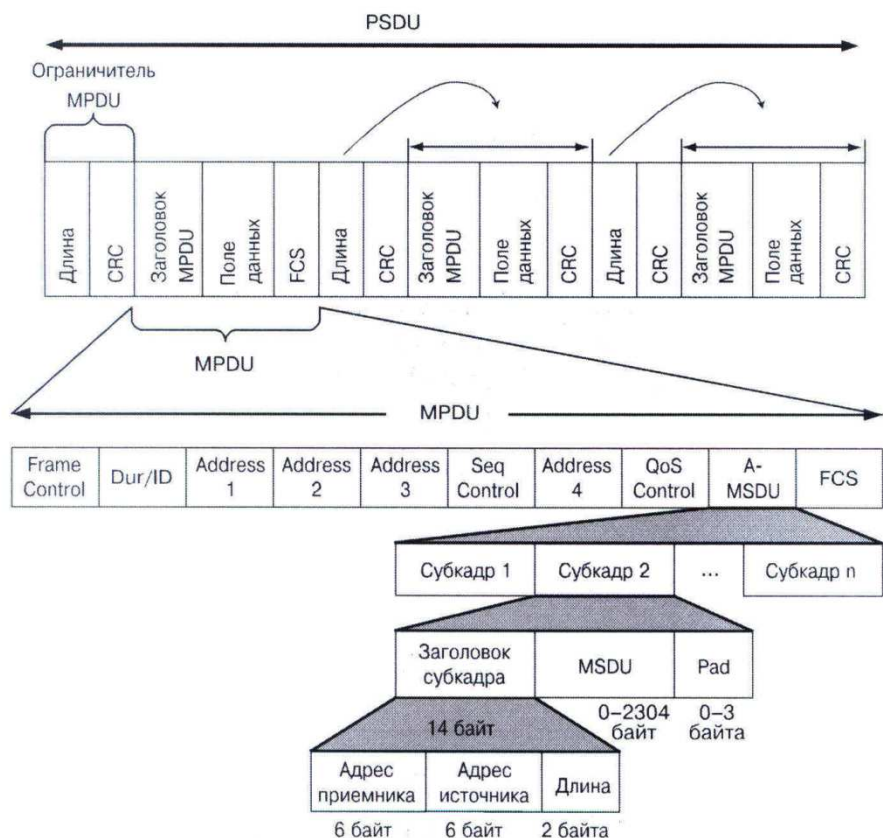 PSDU
Ограничитель
MPDU
Длина
CRC
Заголовок
MPDU
Поле
данных
FCS
Длина
CRC
Заголовок
MPDU
Поле
данных
CRC
Длина
CRC
Заголовок
MPDU
Поле
данных
CRC
MPDU
MPDU
Frame
Control
Dur/ID
Address
1
Address
2
Address
3
Seq
Control
Address
4
QoS
Control
A-
MSDU
FCS
Субкадр 1
Субкадр 2
...
Субкадр n
Заголовок
субкадра
MSDU
Pad
14 байт
0–2304
байт
0–3
байта
Адрес
приемника
Адрес
источника
Длина
6 байт
6 байт
2 байта